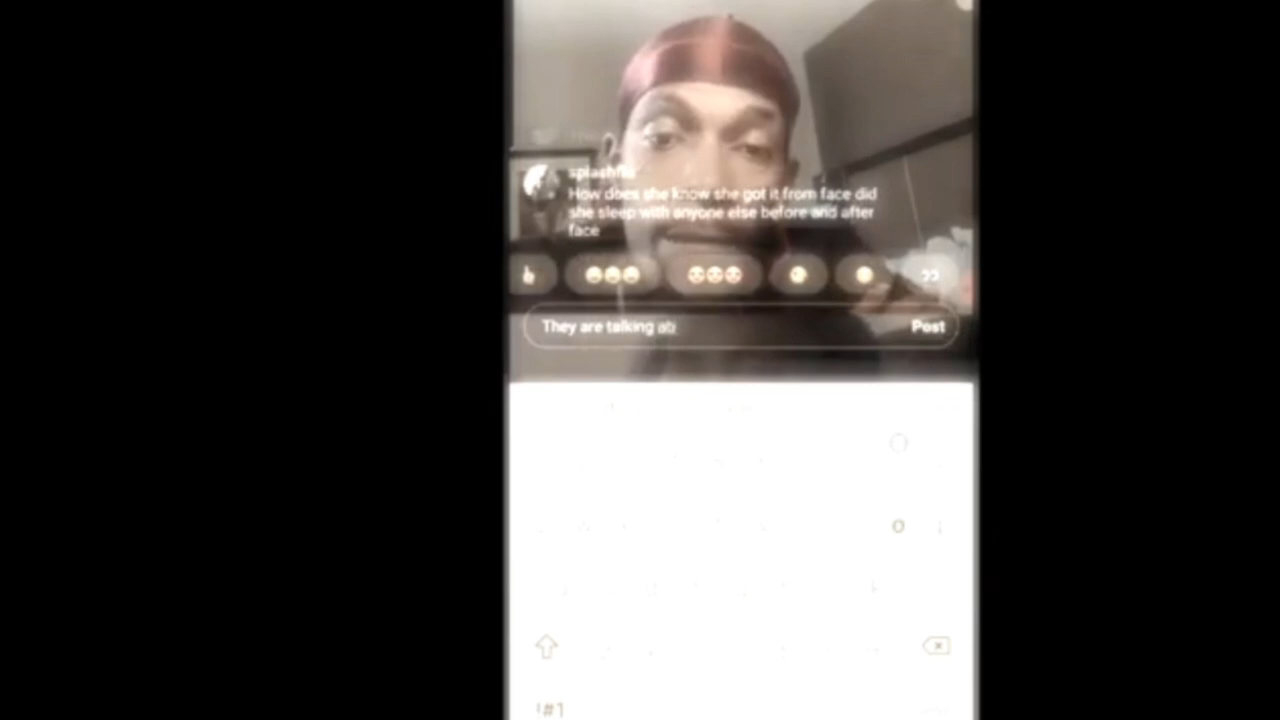 How does she know she got it from face did
she sleep with anyone else before and after
face
They are talking ab
Post
!#1